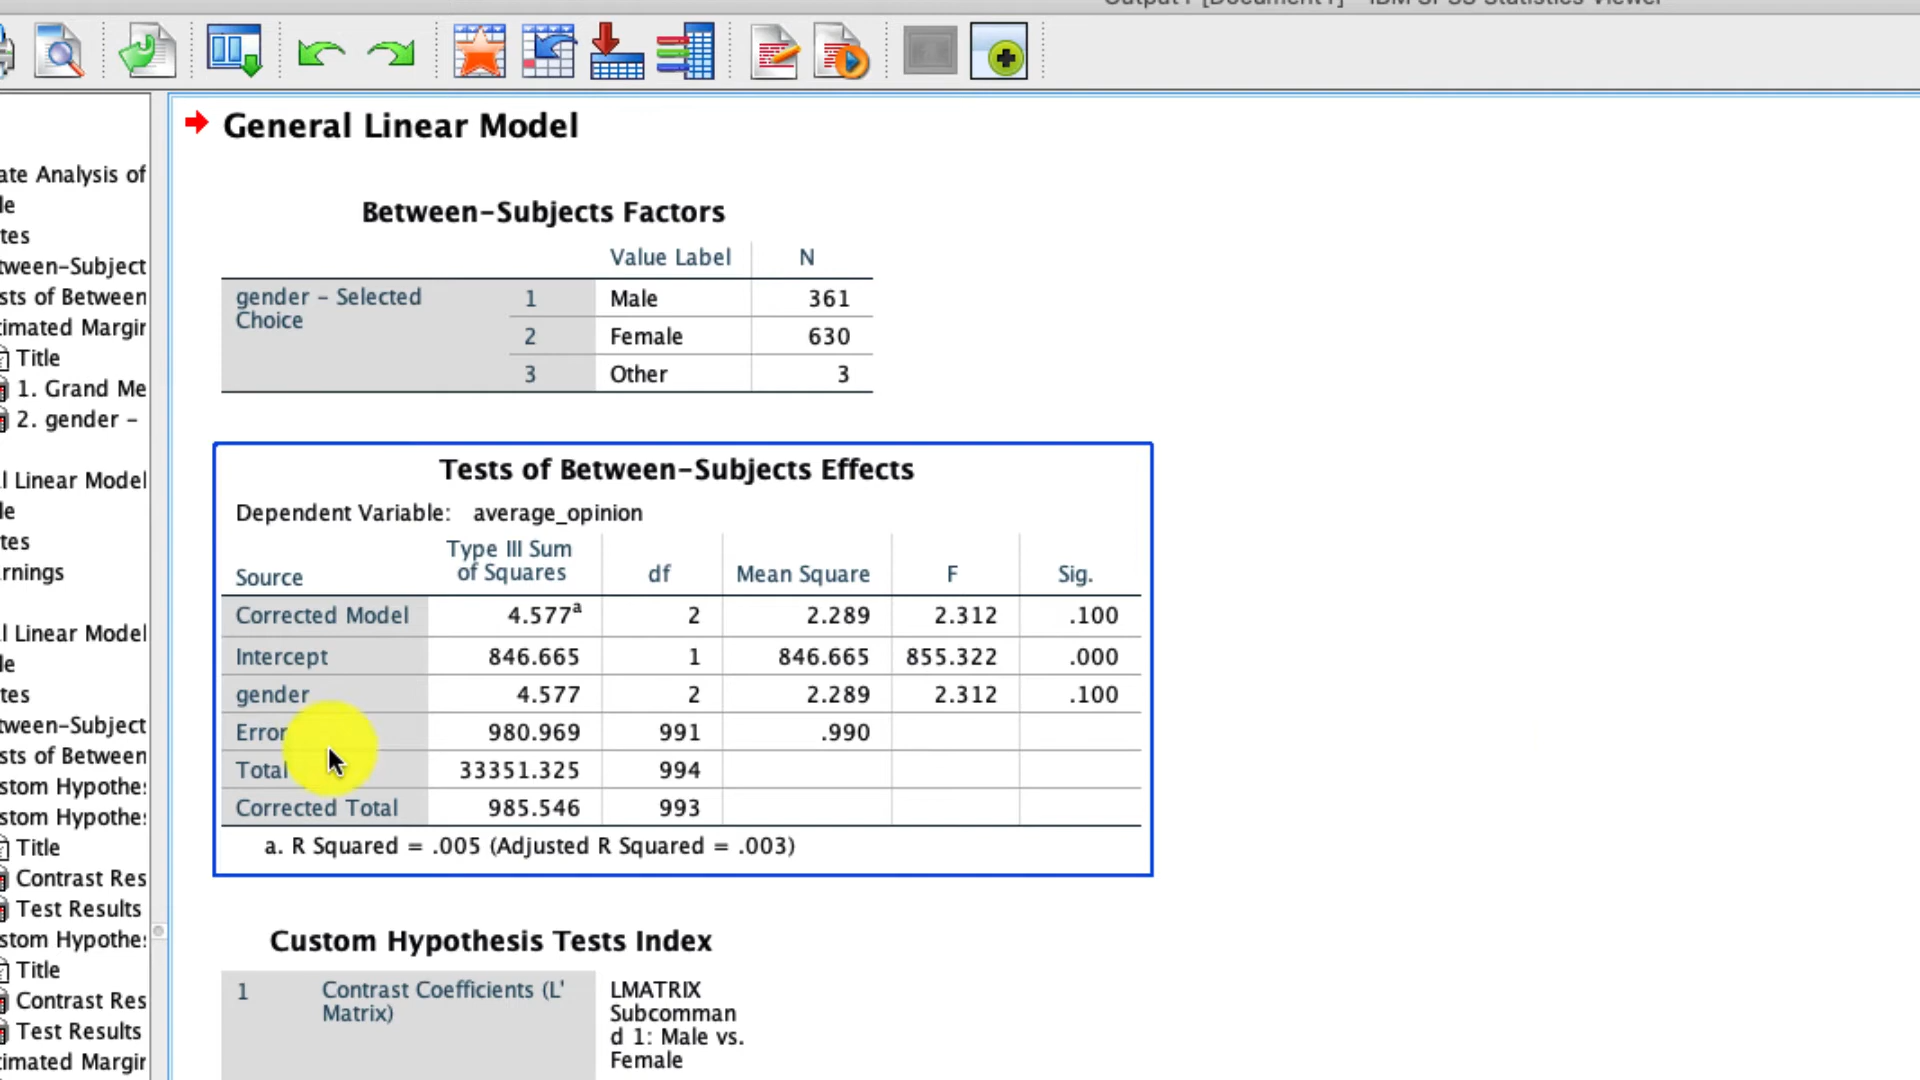 Output1 [Document1] - IBM SPSS Statistics Viewer
ate Analysis of
le
tes
tween-Subject
sts of Between
timated Margir
Title
1. Grand Me
2. gender -
l Linear Model
le
tes
rnings
l Linear Model
le
tes
tween-Subject
sts of Between
stom Hypothe
stom Hypothe
Title
Contrast Res
Test Results
stom Hypothe
Title
Contrast Res
Test Results
timated Margir
General Linear Model
Between-Subjects Factors
Value Label N
gender - Selected Choice 1 Male 361
2 Female 630
3 Other 3
Tests of Between-Subjects Effects
Dependent Variable: average_opinion
Source Type III Sum of Squares df Mean Square F Sig.
Corrected Model 4.577a 2 2.289 2.312 .100
Intercept 846.665 1 846.665 855.322 .000
gender 4.577 2 2.289 2.312 .100
Error 980.969 991 .990
Total 33351.325 994
Corrected Total 985.546 993
a. R Squared = .005 (Adjusted R Squared = .003)
Custom Hypothesis Tests Index
1 Contrast Coefficients (L' Matrix) LMATRIX
Subcomman
d 1: Male vs.
Female